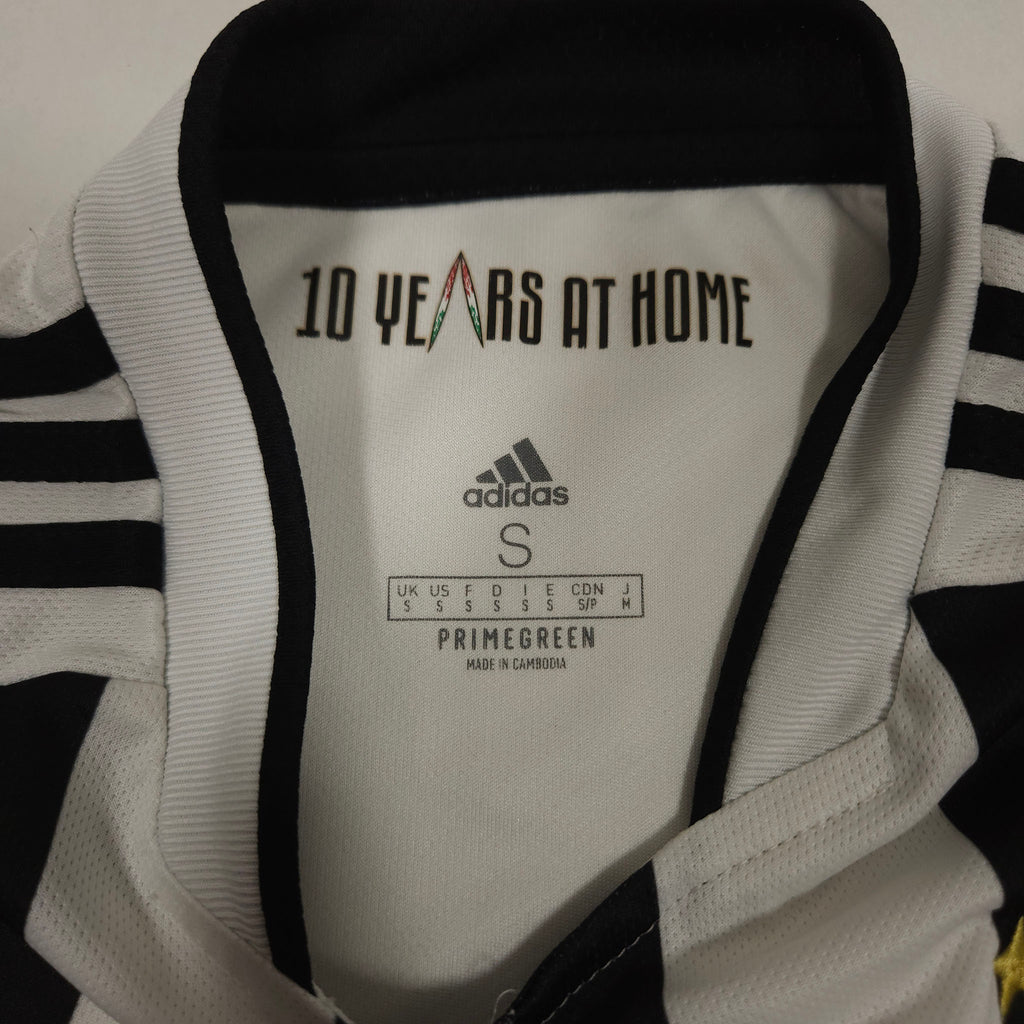 10 YEARS AT HOME
adidas
S
UK US F D I E CDN J
S S S S S S S/P M
PRIMEGREEN
MADE IN CAMBODIA